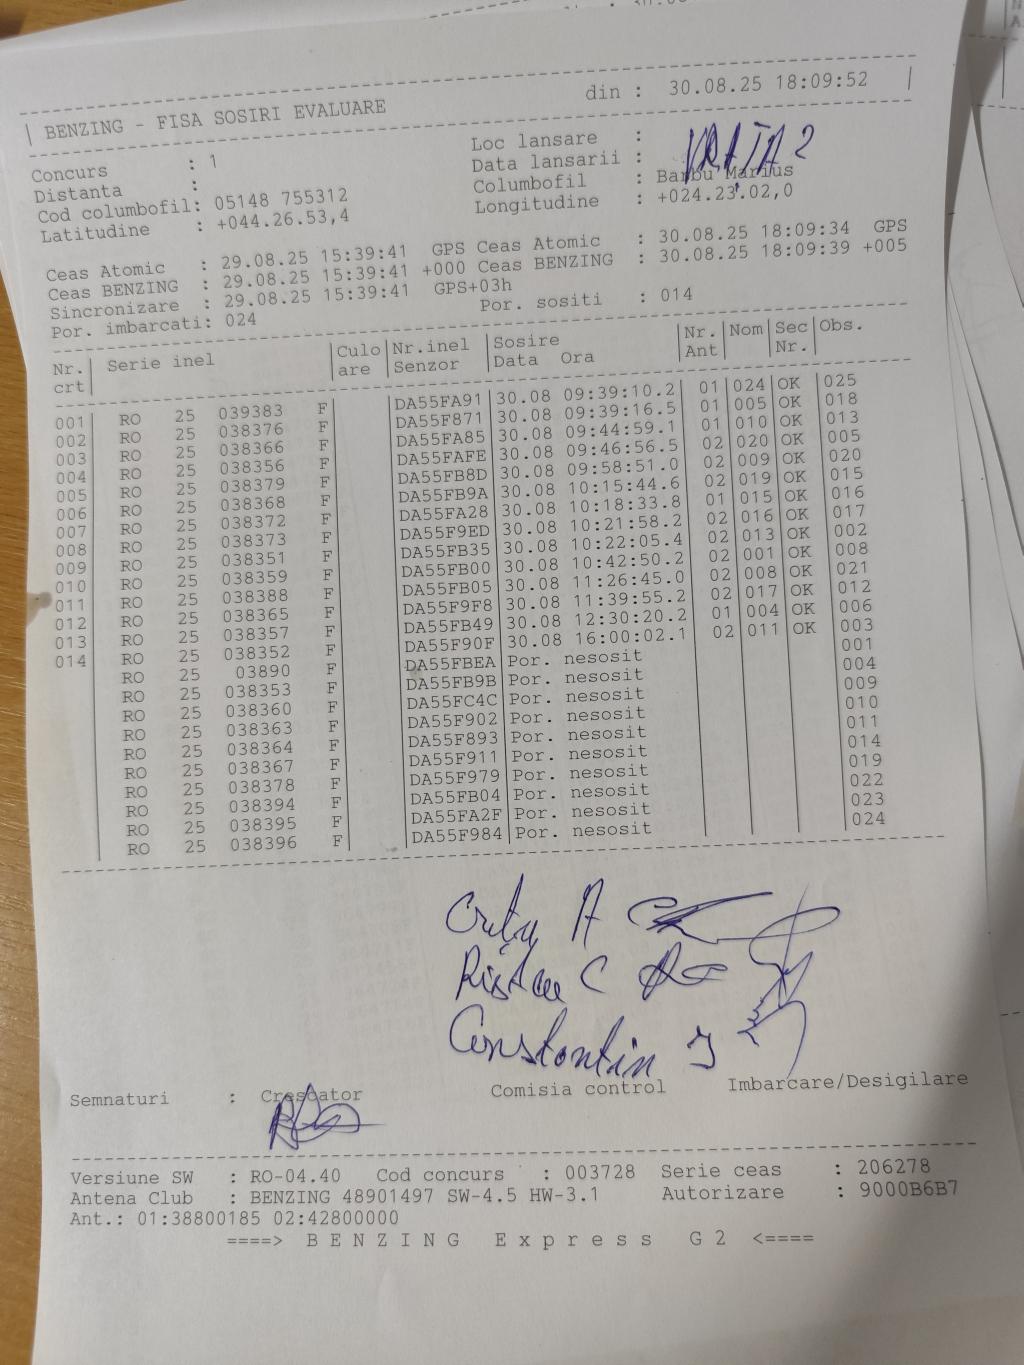 BENZING - FISA SOSIRI EVALUARE din : 30.08.25 18:09:52
Concurs : 1 Loc lansare : VRATA 2
Distanta : Data lansarii :
Cod columbofil: 05148 755312 Columbofil : Barbu Marius
Latitudine : +044.26.53,4 Longitudine : +024.23.02,0
Ceas Atomic : 29.08.25 15:39:41 GPS Ceas Atomic : 30.08.25 18:09:34 GPS
Ceas BENZING : 29.08.25 15:39:41 +000 Ceas BENZING : 30.08.25 18:09:39 +005
Sincronizare : 29.08.25 15:39:41 GPS+03h
Por. imbarcati: 024 Por. sositi : 014
Nr. Serie inel Culo Nr.inel Sosire Nr. Nom Sec Obs.
crt are Senzor Data Ora Ant Nr.
001 RO 25 039383 F DA55FA91 30.08 09:39:10.2 01 024 OK 025
002 RO 25 038376 F DA55F871 30.08 09:39:16.5 01 005 OK 018
003 RO 25 038366 F DA55FA85 30.08 09:44:59.1 01 010 OK 013
004 RO 25 038356 F DA55FAFE 30.08 09:46:56.5 02 020 OK 005
005 RO 25 038379 F DA55FB8D 30.08 09:58:51.0 02 009 OK 020
006 RO 25 038368 F DA55FB9A 30.08 10:15:44.6 02 019 OK 015
007 RO 25 038372 F DA55FA28 30.08 10:18:33.8 01 015 OK 016
008 RO 25 038373 F DA55F9ED 30.08 10:21:58.2 02 016 OK 017
009 RO 25 038351 F DA55FB35 30.08 10:22:05.4 02 013 OK 002
010 RO 25 038359 F DA55FB00 30.08 10:42:50.2 02 001 OK 008
011 RO 25 038388 F DA55FB05 30.08 11:26:45.0 02 008 OK 021
012 RO 25 038365 F DA55F9F8 30.08 11:39:55.2 02 017 OK 012
013 RO 25 038357 F DA55FB49 30.08 12:30:20.2 01 004 OK 006
014 RO 25 038352 F DA55F90F 30.08 16:00:02.1 02 011 OK 003
RO 25 03890 F DA55FBEA Por. nesosit 001
RO 25 038353 F DA55FB9B Por. nesosit 004
RO 25 038360 F DA55FC4C Por. nesosit 009
RO 25 038363 F DA55F902 Por. nesosit 010
RO 25 038364 F DA55F893 Por. nesosit 011
RO 25 038367 F DA55F911 Por. nesosit 014
RO 25 038378 F DA55F979 Por. nesosit 019
RO 25 038394 F DA55FB04 Por. nesosit 022
RO 25 038395 F DA55FA2F Por. nesosit 023
RO 25 038396 F DA55F984 Por. nesosit 024
A
C
Constantin J
Semnaturi : Crescator Comisia control Imbarcare/Desigilare
Versiune SW : RO-04.40 Cod concurs : 003728 Serie ceas : 206278
Antena Club : BENZING 48901497 SW-4.5 HW-3.1 Autorizare : 9000B6B7
Ant.: 01:38800185 02:42800000
====> B E N Z I N G E x p r e s s G 2 <====